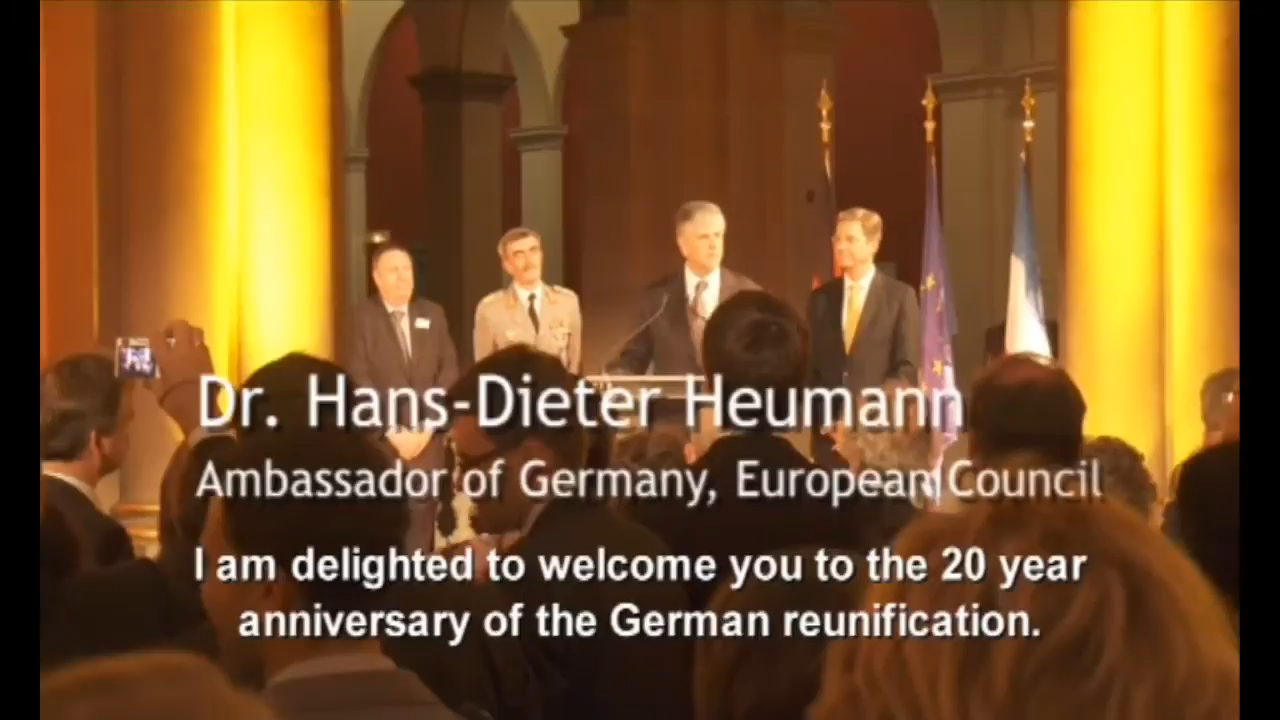 Dr. Hans-Dieter Heumann
Ambassador of Germany, European Council
I am delighted to welcome you to the 20 year
anniversary of the German reunification.